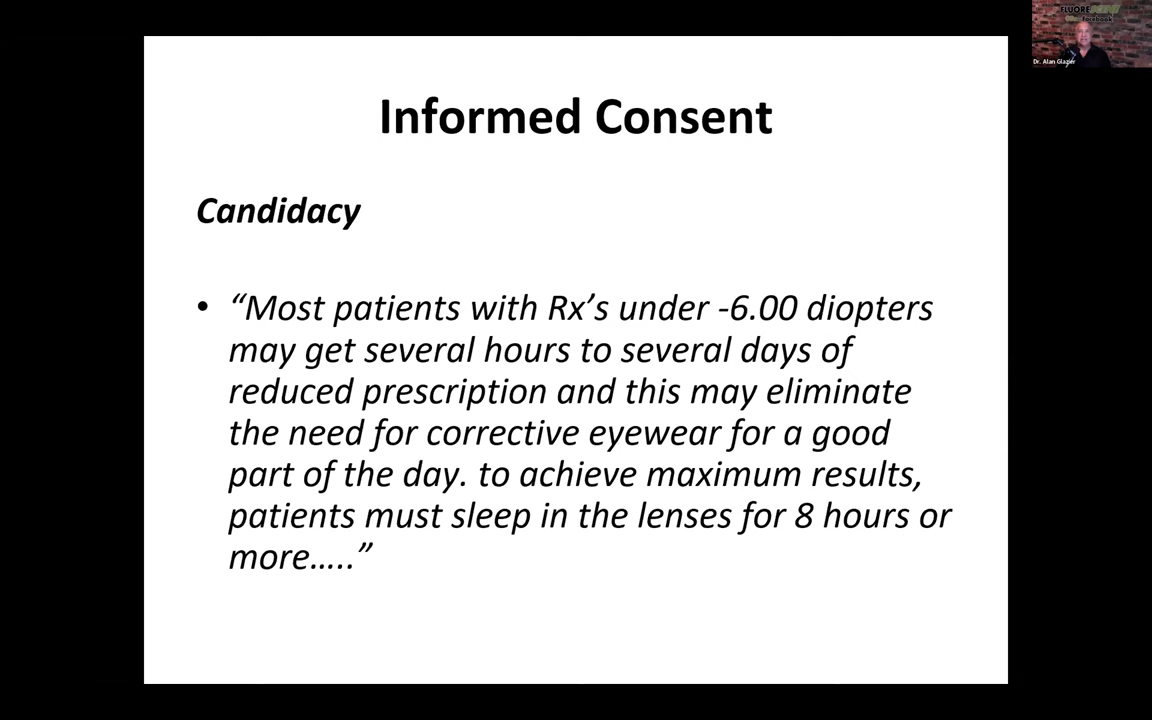 Informed Consent
Candidacy
• “Most patients with Rx’s under -6.00 diopters
may get several hours to several days of
reduced prescription and this may eliminate
the need for corrective eyewear for a good
part of the day. to achieve maximum results,
patients must sleep in the lenses for 8 hours or
more.....”
Facebook
Dr. Alan Glazier